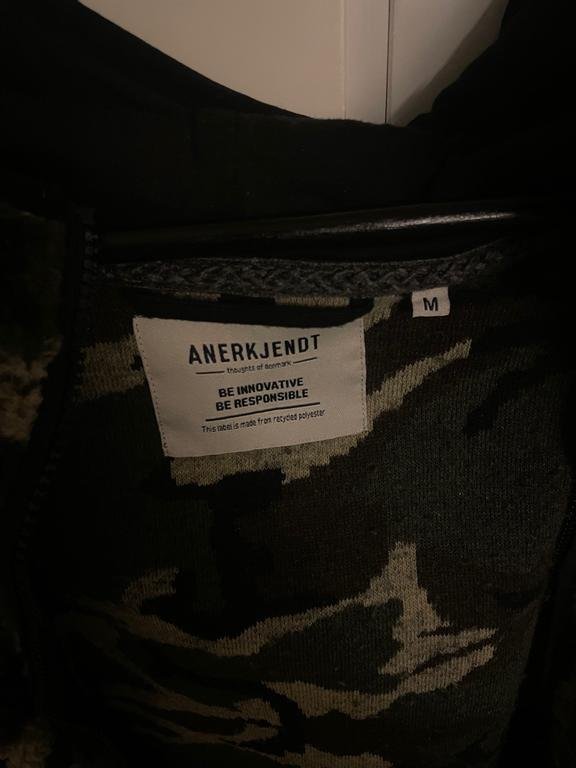 M
ANERKJENDT
thoughts of denmark
BE INNOVATIVE
BE RESPONSIBLE
This label is made from recycled polyester